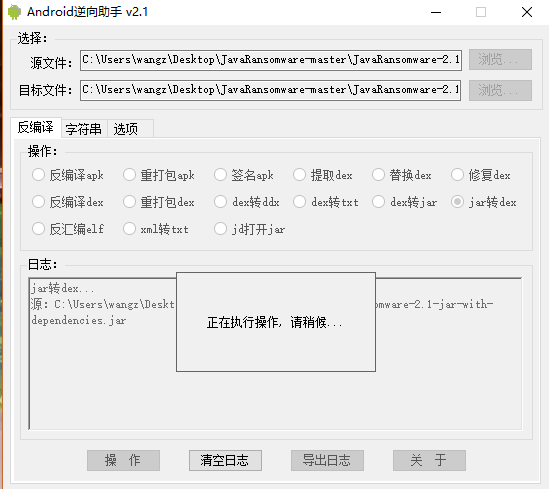 Android逆向助手 v2.1
选择:
源文件: C:\Users\wangz\Desktop\JavaRansomware-master\JavaRansomware-2.1 浏览...
目标文件: C:\Users\wangz\Desktop\JavaRansomware-master\JavaRansomware-2.1 浏览...
反编译 字符串 选项
操作:
反编译apk 重打包apk 签名apk 提取dex 替换dex 修复dex
反编译dex 重打包dex dex转ddx dex转txt dex转jar jar转dex
反汇编elf xml转txt jd打开jar
日志:
jar转dex...
源: C:\Users\wangz\Deskt omware-2.1-jar-with-
dependencies.jar
正在执行操作, 请稍候...
操 作 清空日志 导出日志 关 于